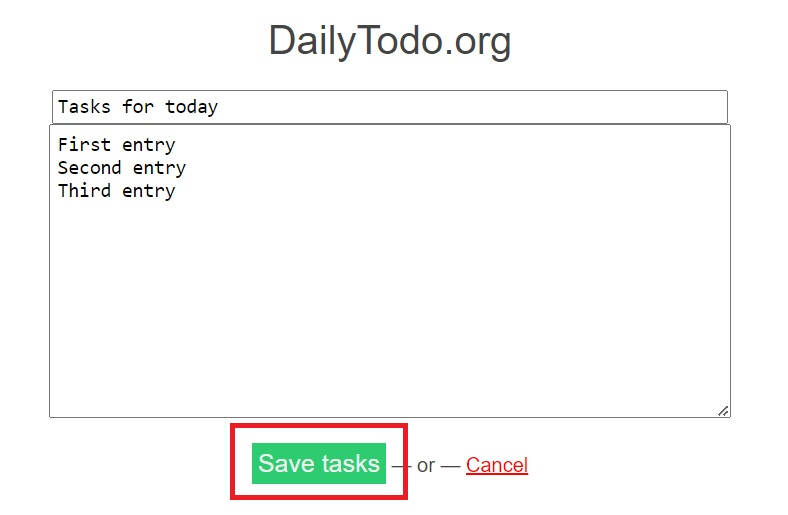 DailyTodo.org
Tasks for today
First entry
Second entry
Third entry
Save tasks — or — Cancel